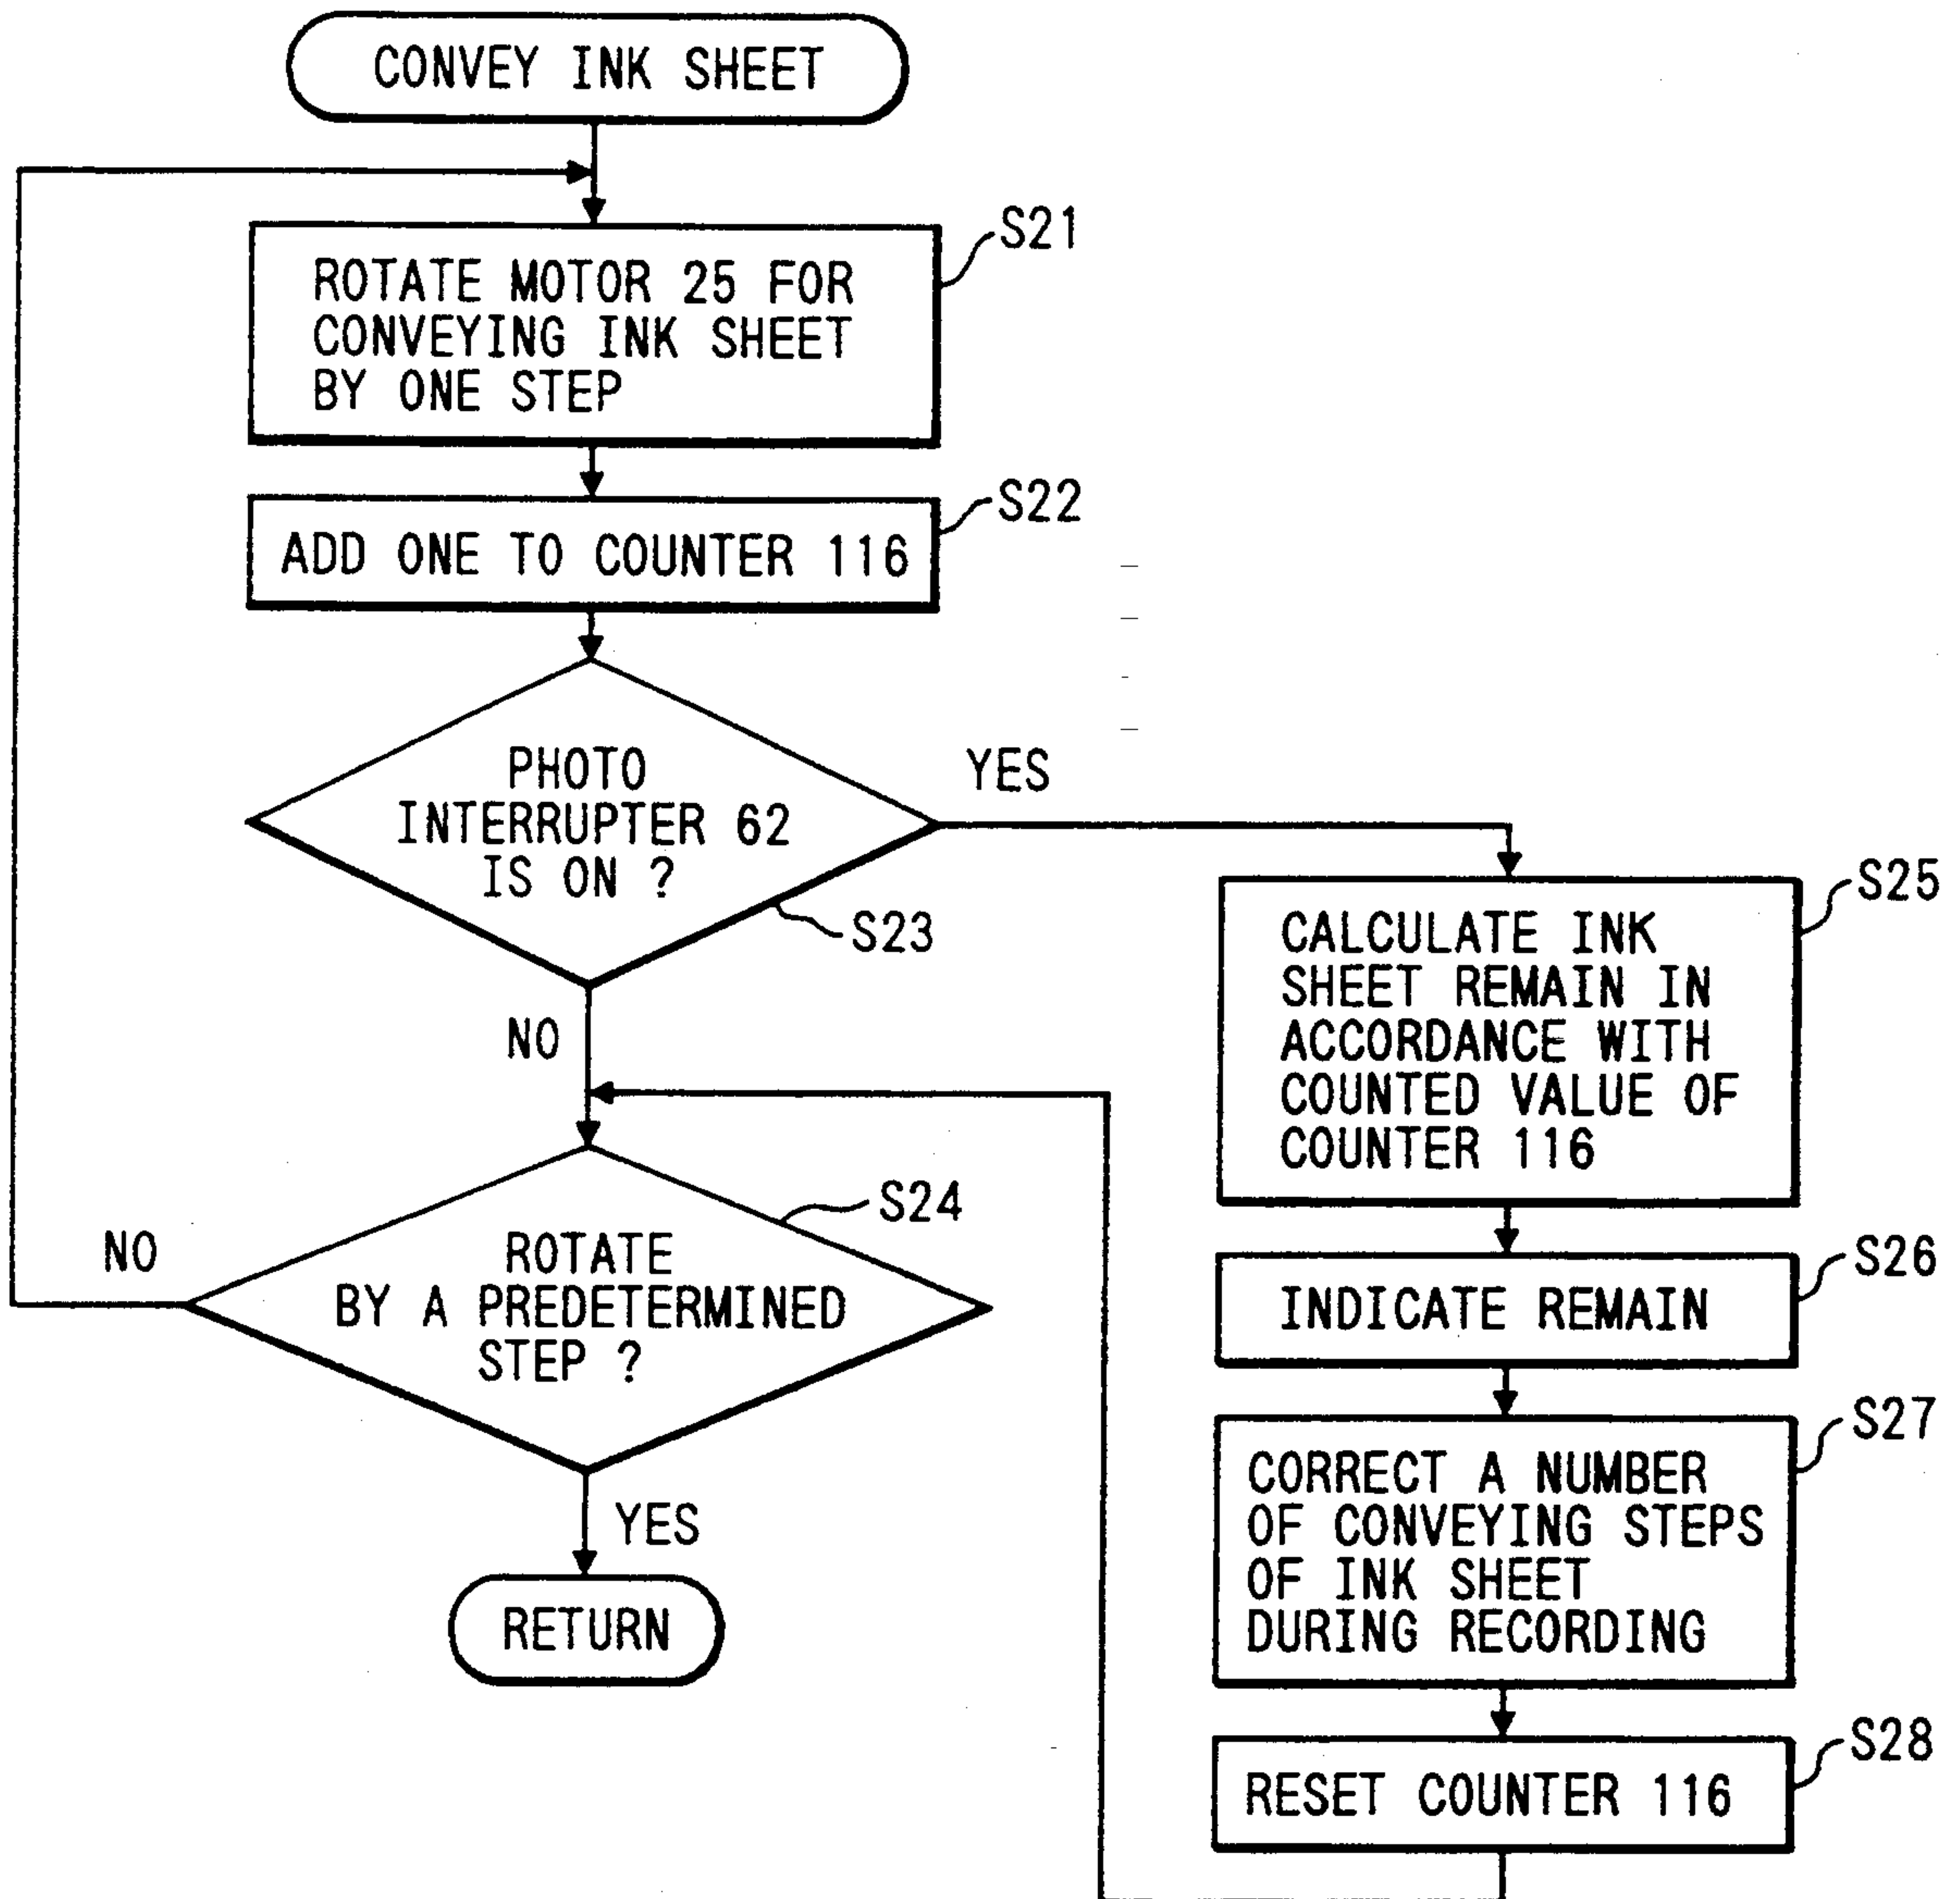 CONVEY INK SHEET
S21
ROTATE MOTOR 25 FOR
CONVEYING INK SHEET
BY ONE STEP
S22
ADD ONE TO COUNTER 116
PHOTO
INTERRUPTER 62
IS ON ?
YES
S23
NO
S24
ROTATE
BY A PREDETERMINED
STEP ?
NO
YES
RETURN
S25
CALCULATE INK
SHEET REMAIN IN
ACCORDANCE WITH
COUNTED VALUE OF
COUNTER 116
S26
INDICATE REMAIN
S27
CORRECT A NUMBER
OF CONVEYING STEPS
OF INK SHEET
DURING RECORDING
S28
RESET COUNTER 116